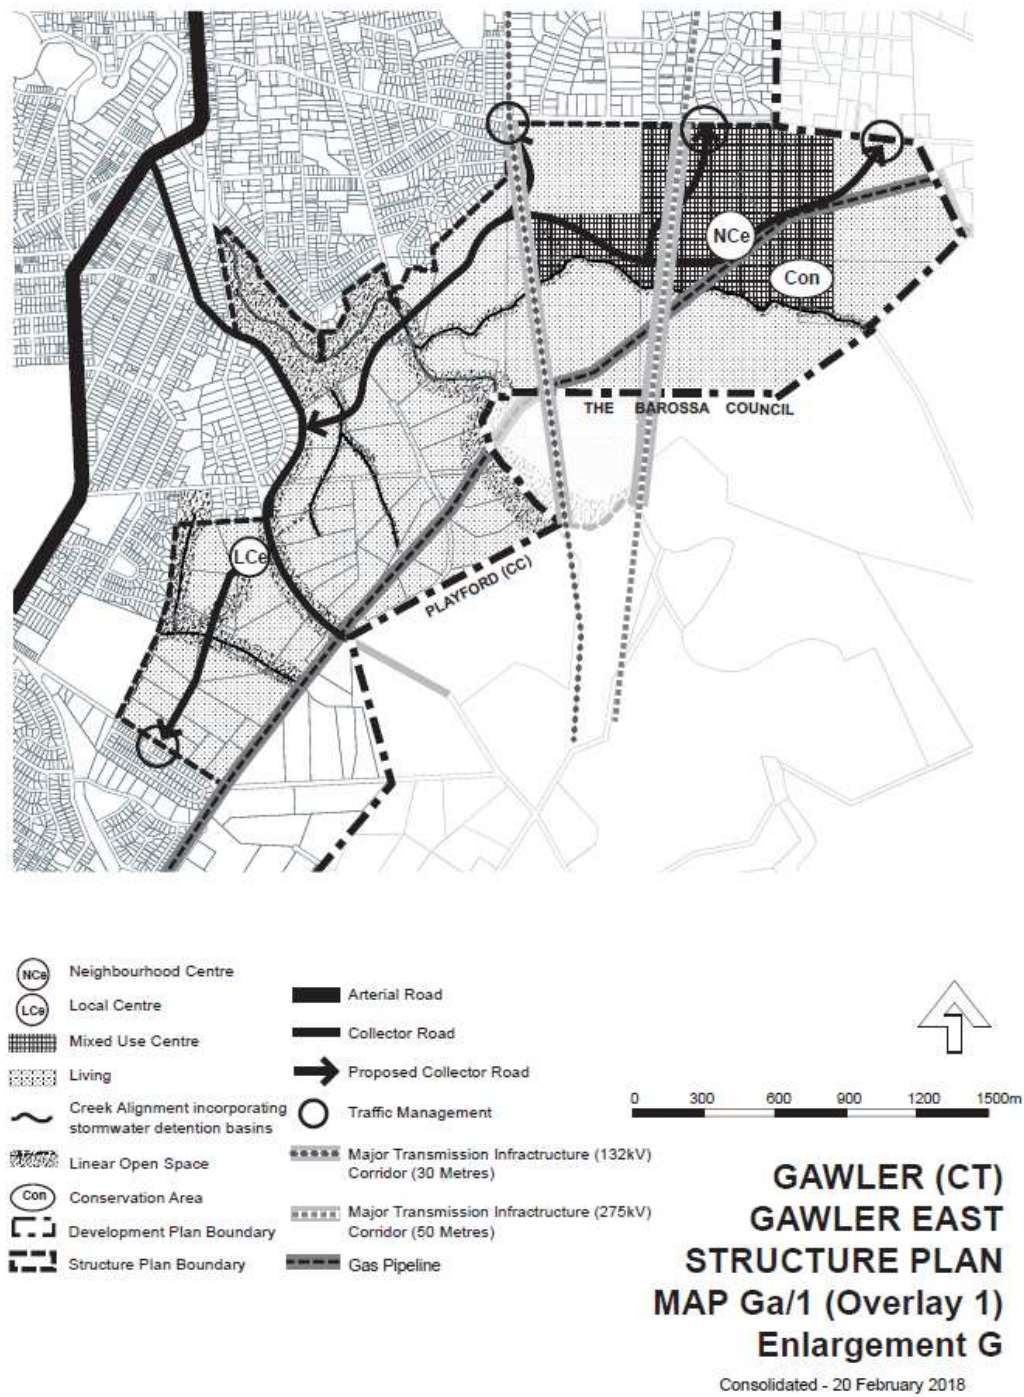 NCe
Con
THE BAROSSA COUNCIL
LCe
PLAYFORD (CC)
NCe Neighbourhood Centre
LCe Local Centre
Mixed Use Centre
Living
Creek Alignment incorporating
stormwater detention basins
Linear Open Space
Con Conservation Area
Development Plan Boundary
Structure Plan Boundary
Arterial Road
Collector Road
Proposed Collector Road
Traffic Management
Major Transmission Infractructure (132kV)
Corridor (30 Metres)
Major Transmission Infractructure (275kV)
Corridor (50 Metres)
Gas Pipeline
0 300 600 900 1200 1500m
GAWLER (CT)
GAWLER EAST
STRUCTURE PLAN
MAP Ga/1 (Overlay 1)
Enlargement G
Consolidated - 20 February 2018